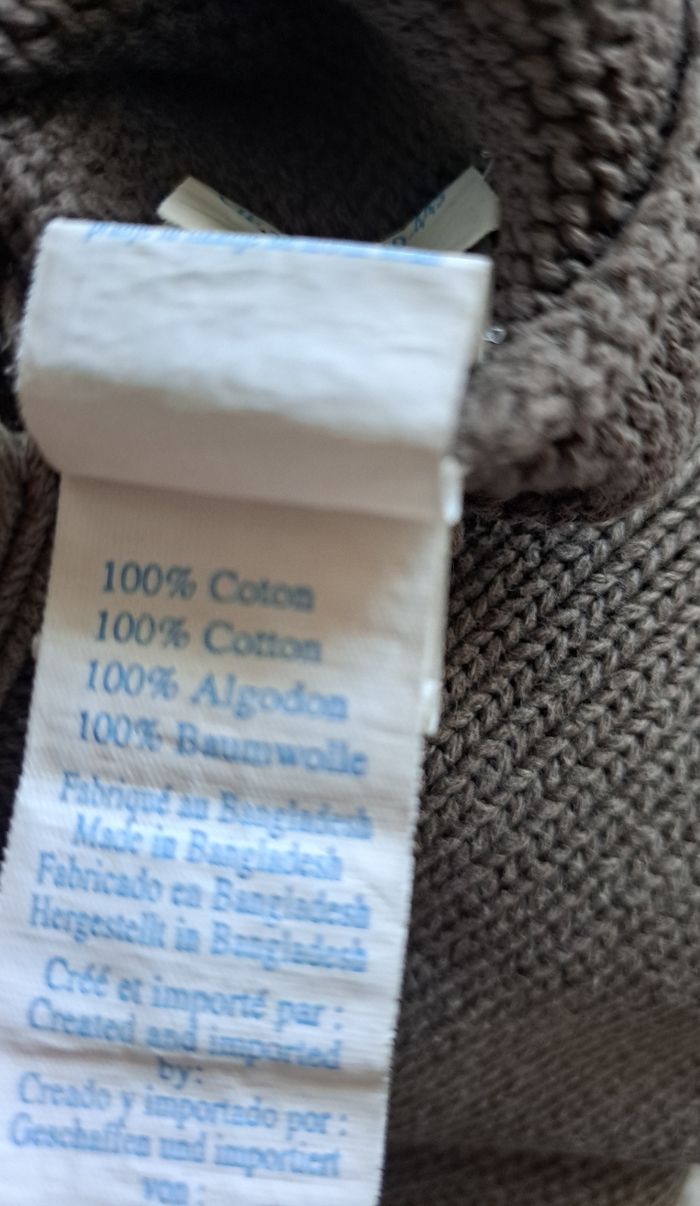 100% Coton
100% Cotton
100% Algodon
100% Baumwolle
Fabriqué au Bangladesh
Made in Bangladesh
Fabricado en Bangladesh
Hergestellt in Bangladesh
Créé et importé par :
Created and imported
by :
Creado y importado por :
Geschaffen und importiert
von :